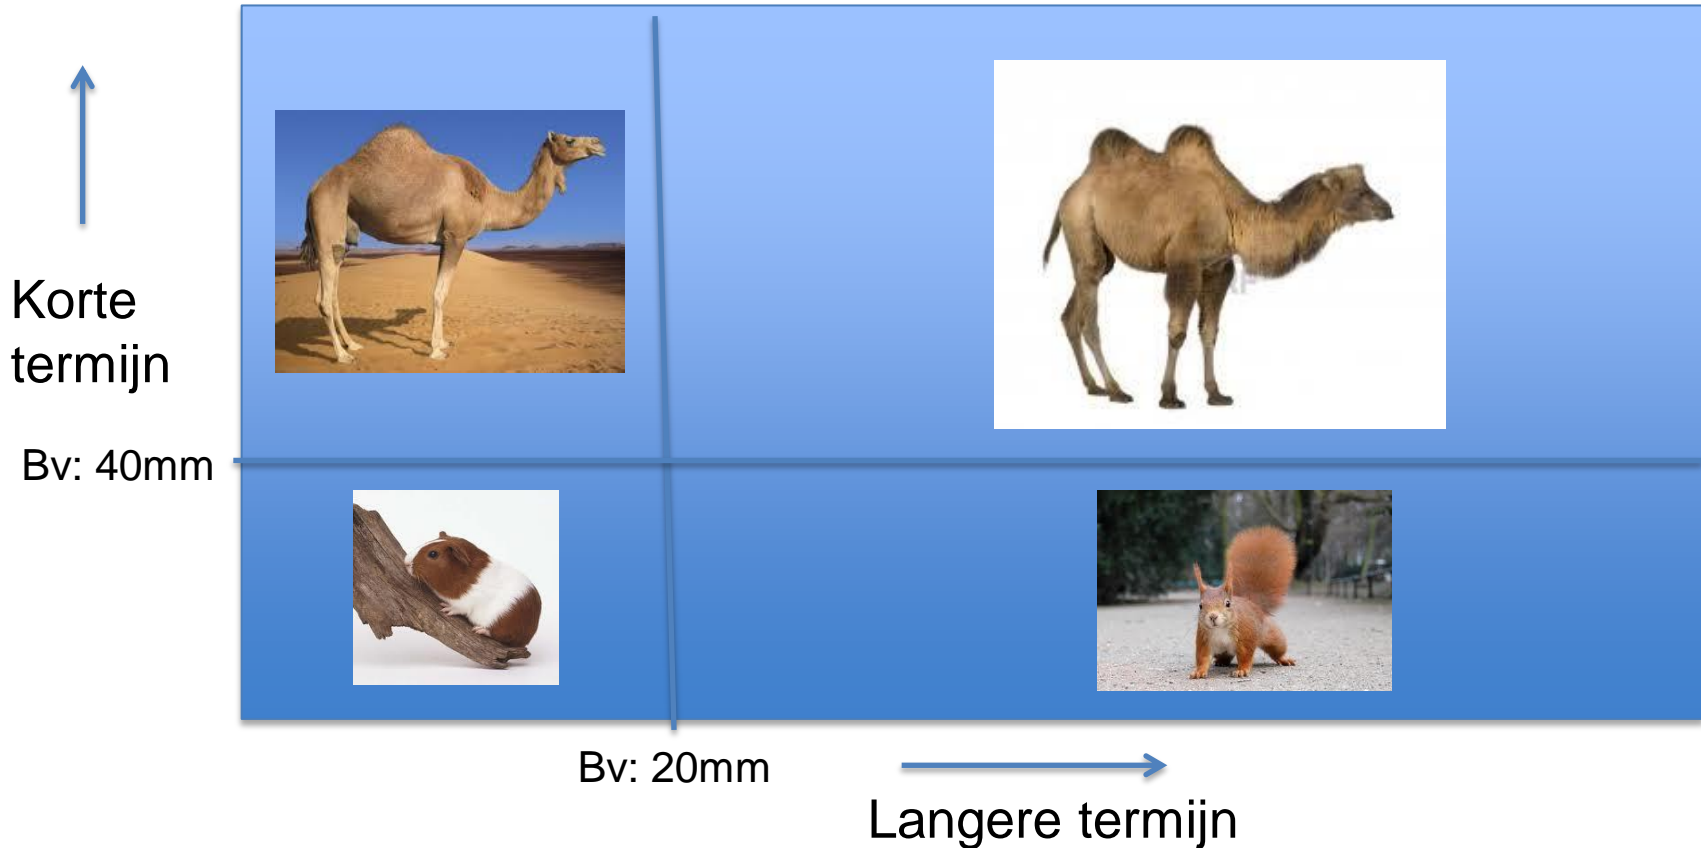 Korte
termijn
Bv: 40mm
Bv: 20mm
Langere termijn